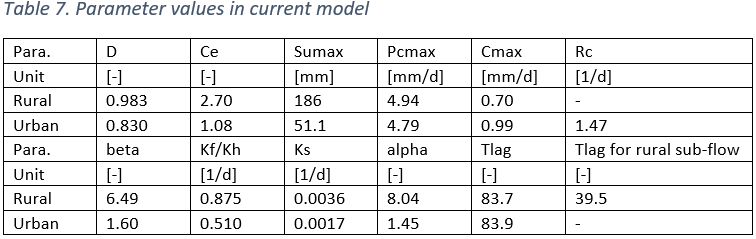 Table 7. Parameter values in current model
Para. D Ce Sumax Pcmax Cmax Rc
Unit [-] [-] [mm] [mm/d] [mm/d] [1/d]
Rural 0.983 2.70 186 4.94 0.70 -
Urban 0.830 1.08 51.1 4.79 0.99 1.47
Para. beta Kf/Kh Ks alpha Tlag Tlag for rural sub-flow
Unit [-] [1/d] [1/d] [-] [-] [-]
Rural 6.49 0.875 0.0036 8.04 83.7 39.5
Urban 1.60 0.510 0.0017 1.45 83.9 -